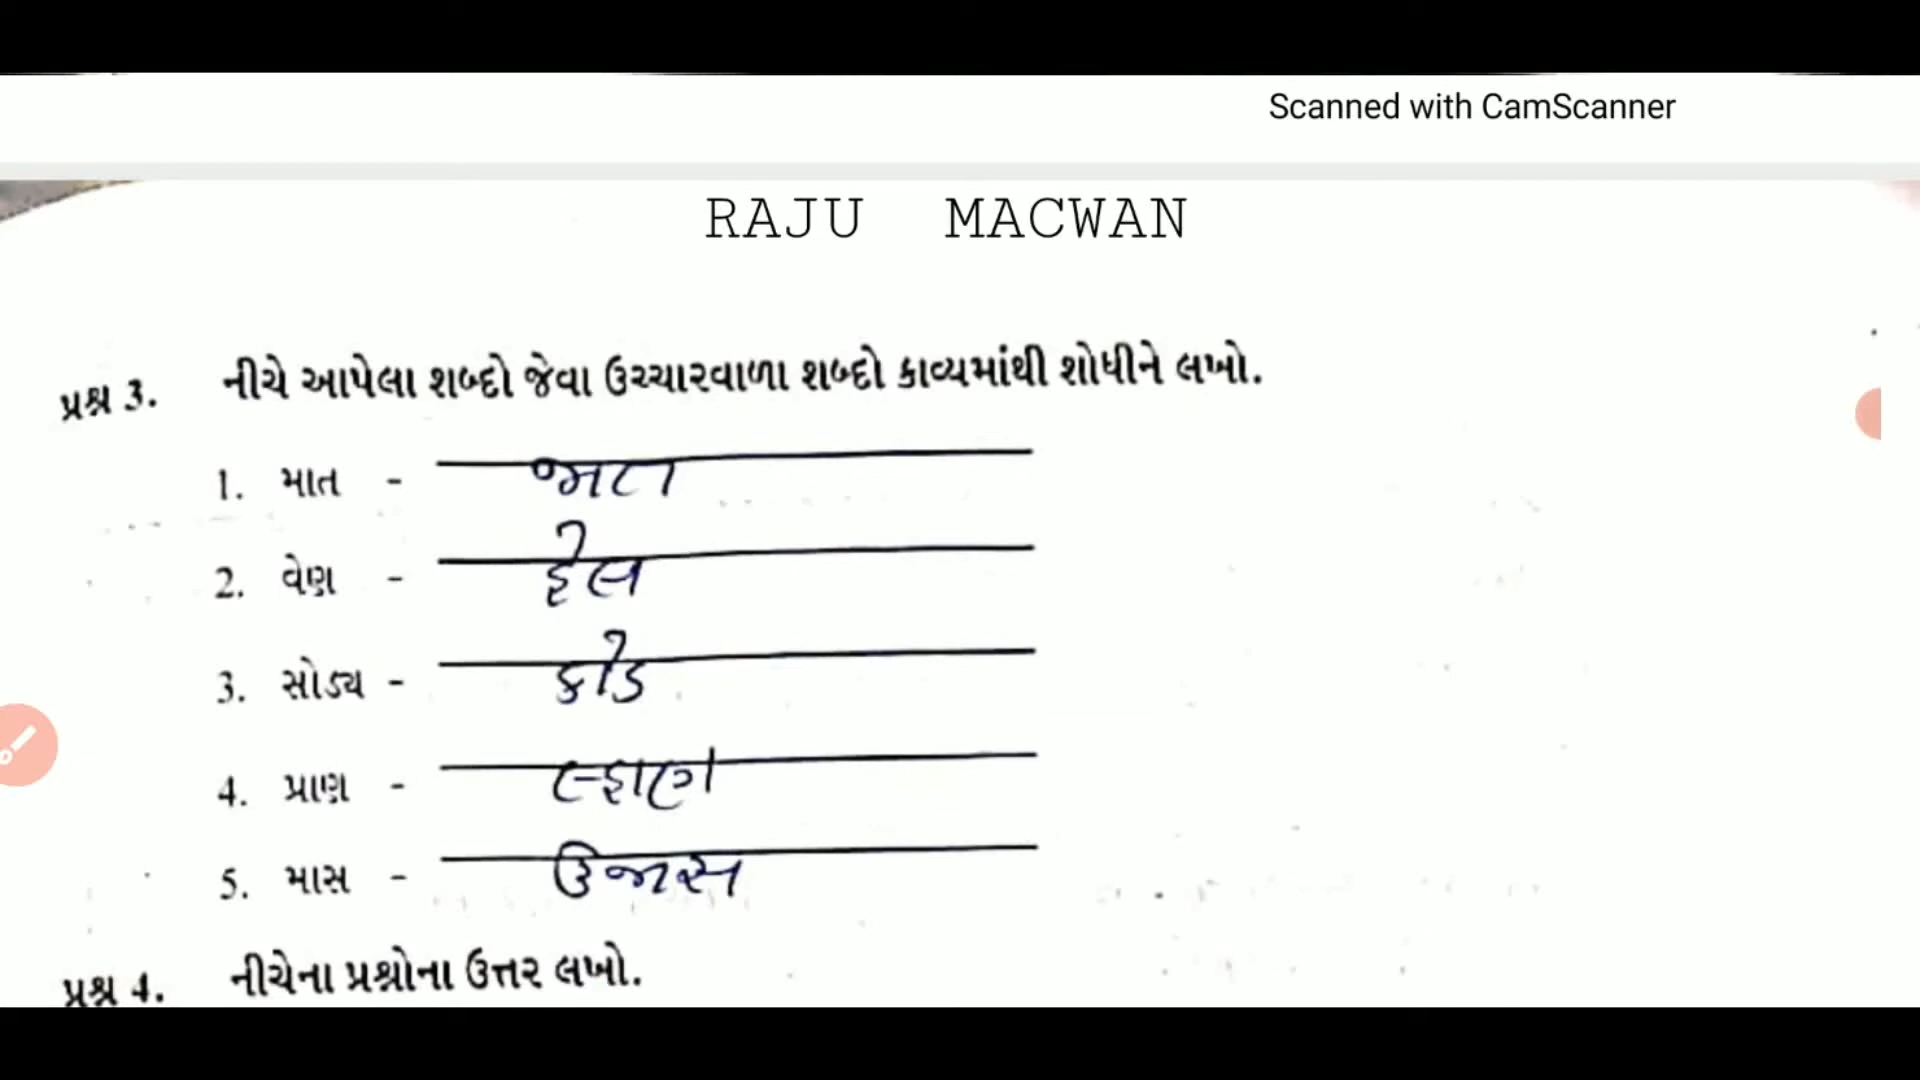 Scanned with CamScanner
RAJU MACWAN
પ્રશ્ન 3. નીચે આપેલા શબ્દો જેવા ઉચ્ચારવાળા શબ્દો કાવ્યમાંથી શોધીને લખો.
1. માત -
2. વેણ - હેલ
3. સોડ્ય - કોડ
4. પ્રાણ -
5. માસ - ઉજાસ
પ્રશ્ન 4. નીચેના પ્રશ્નોના ઉત્તર લખો.